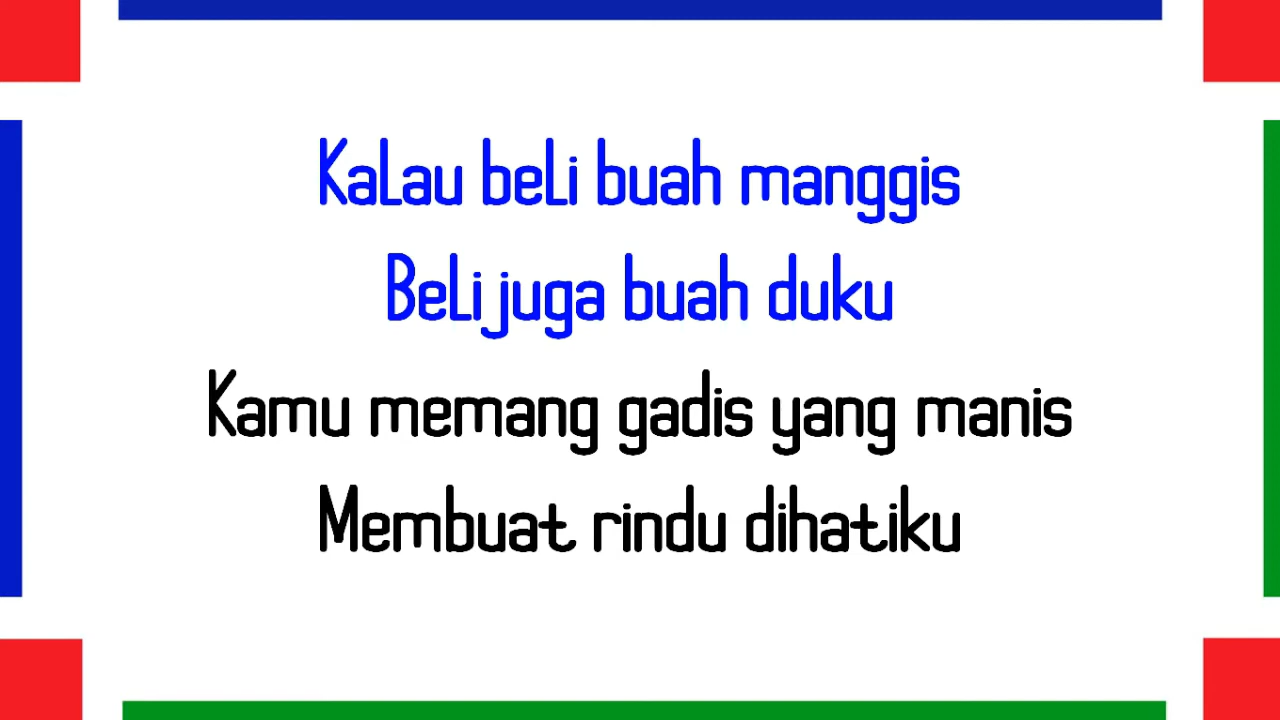 Kalau beli buah manggis
Beli juga buah duku
Kamu memang gadis yang manis
Membuat rindu dihatiku